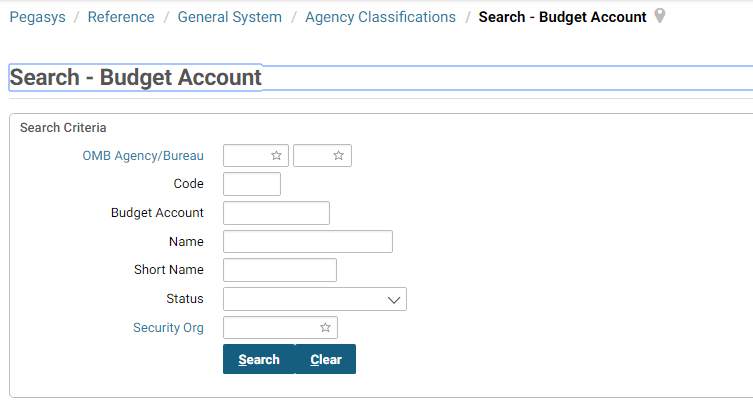 Pegasys / Reference / General System / Agency Classifications / Search - Budget Account
Search - Budget Account
Search Criteria
OMB Agency/Bureau
Code
Budget Account
Name
Short Name
Status
Security Org
Search Clear